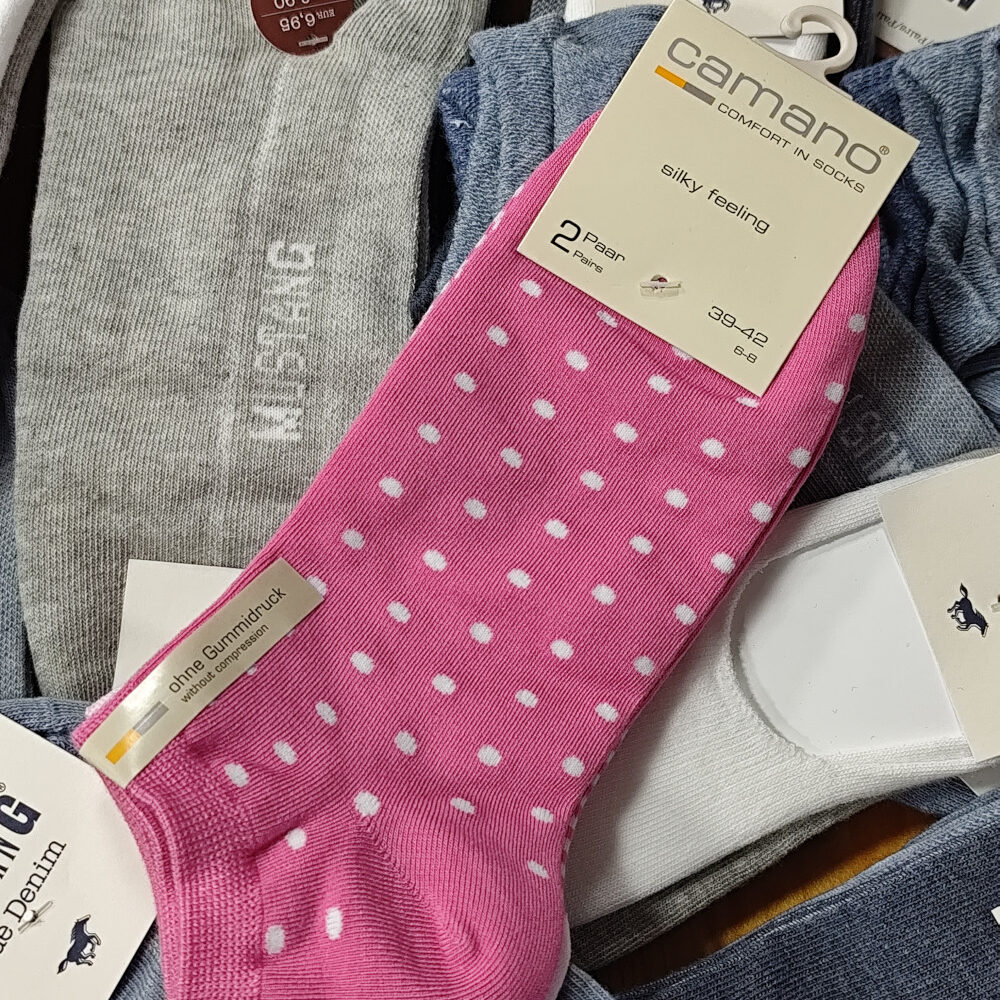 EUR 6,95
MUSTANG
camano®
COMFORT IN SOCKS
silky feeling
2 Paar
Pairs
39-42
6-8
ohne Gummidruck
without compression
Denim